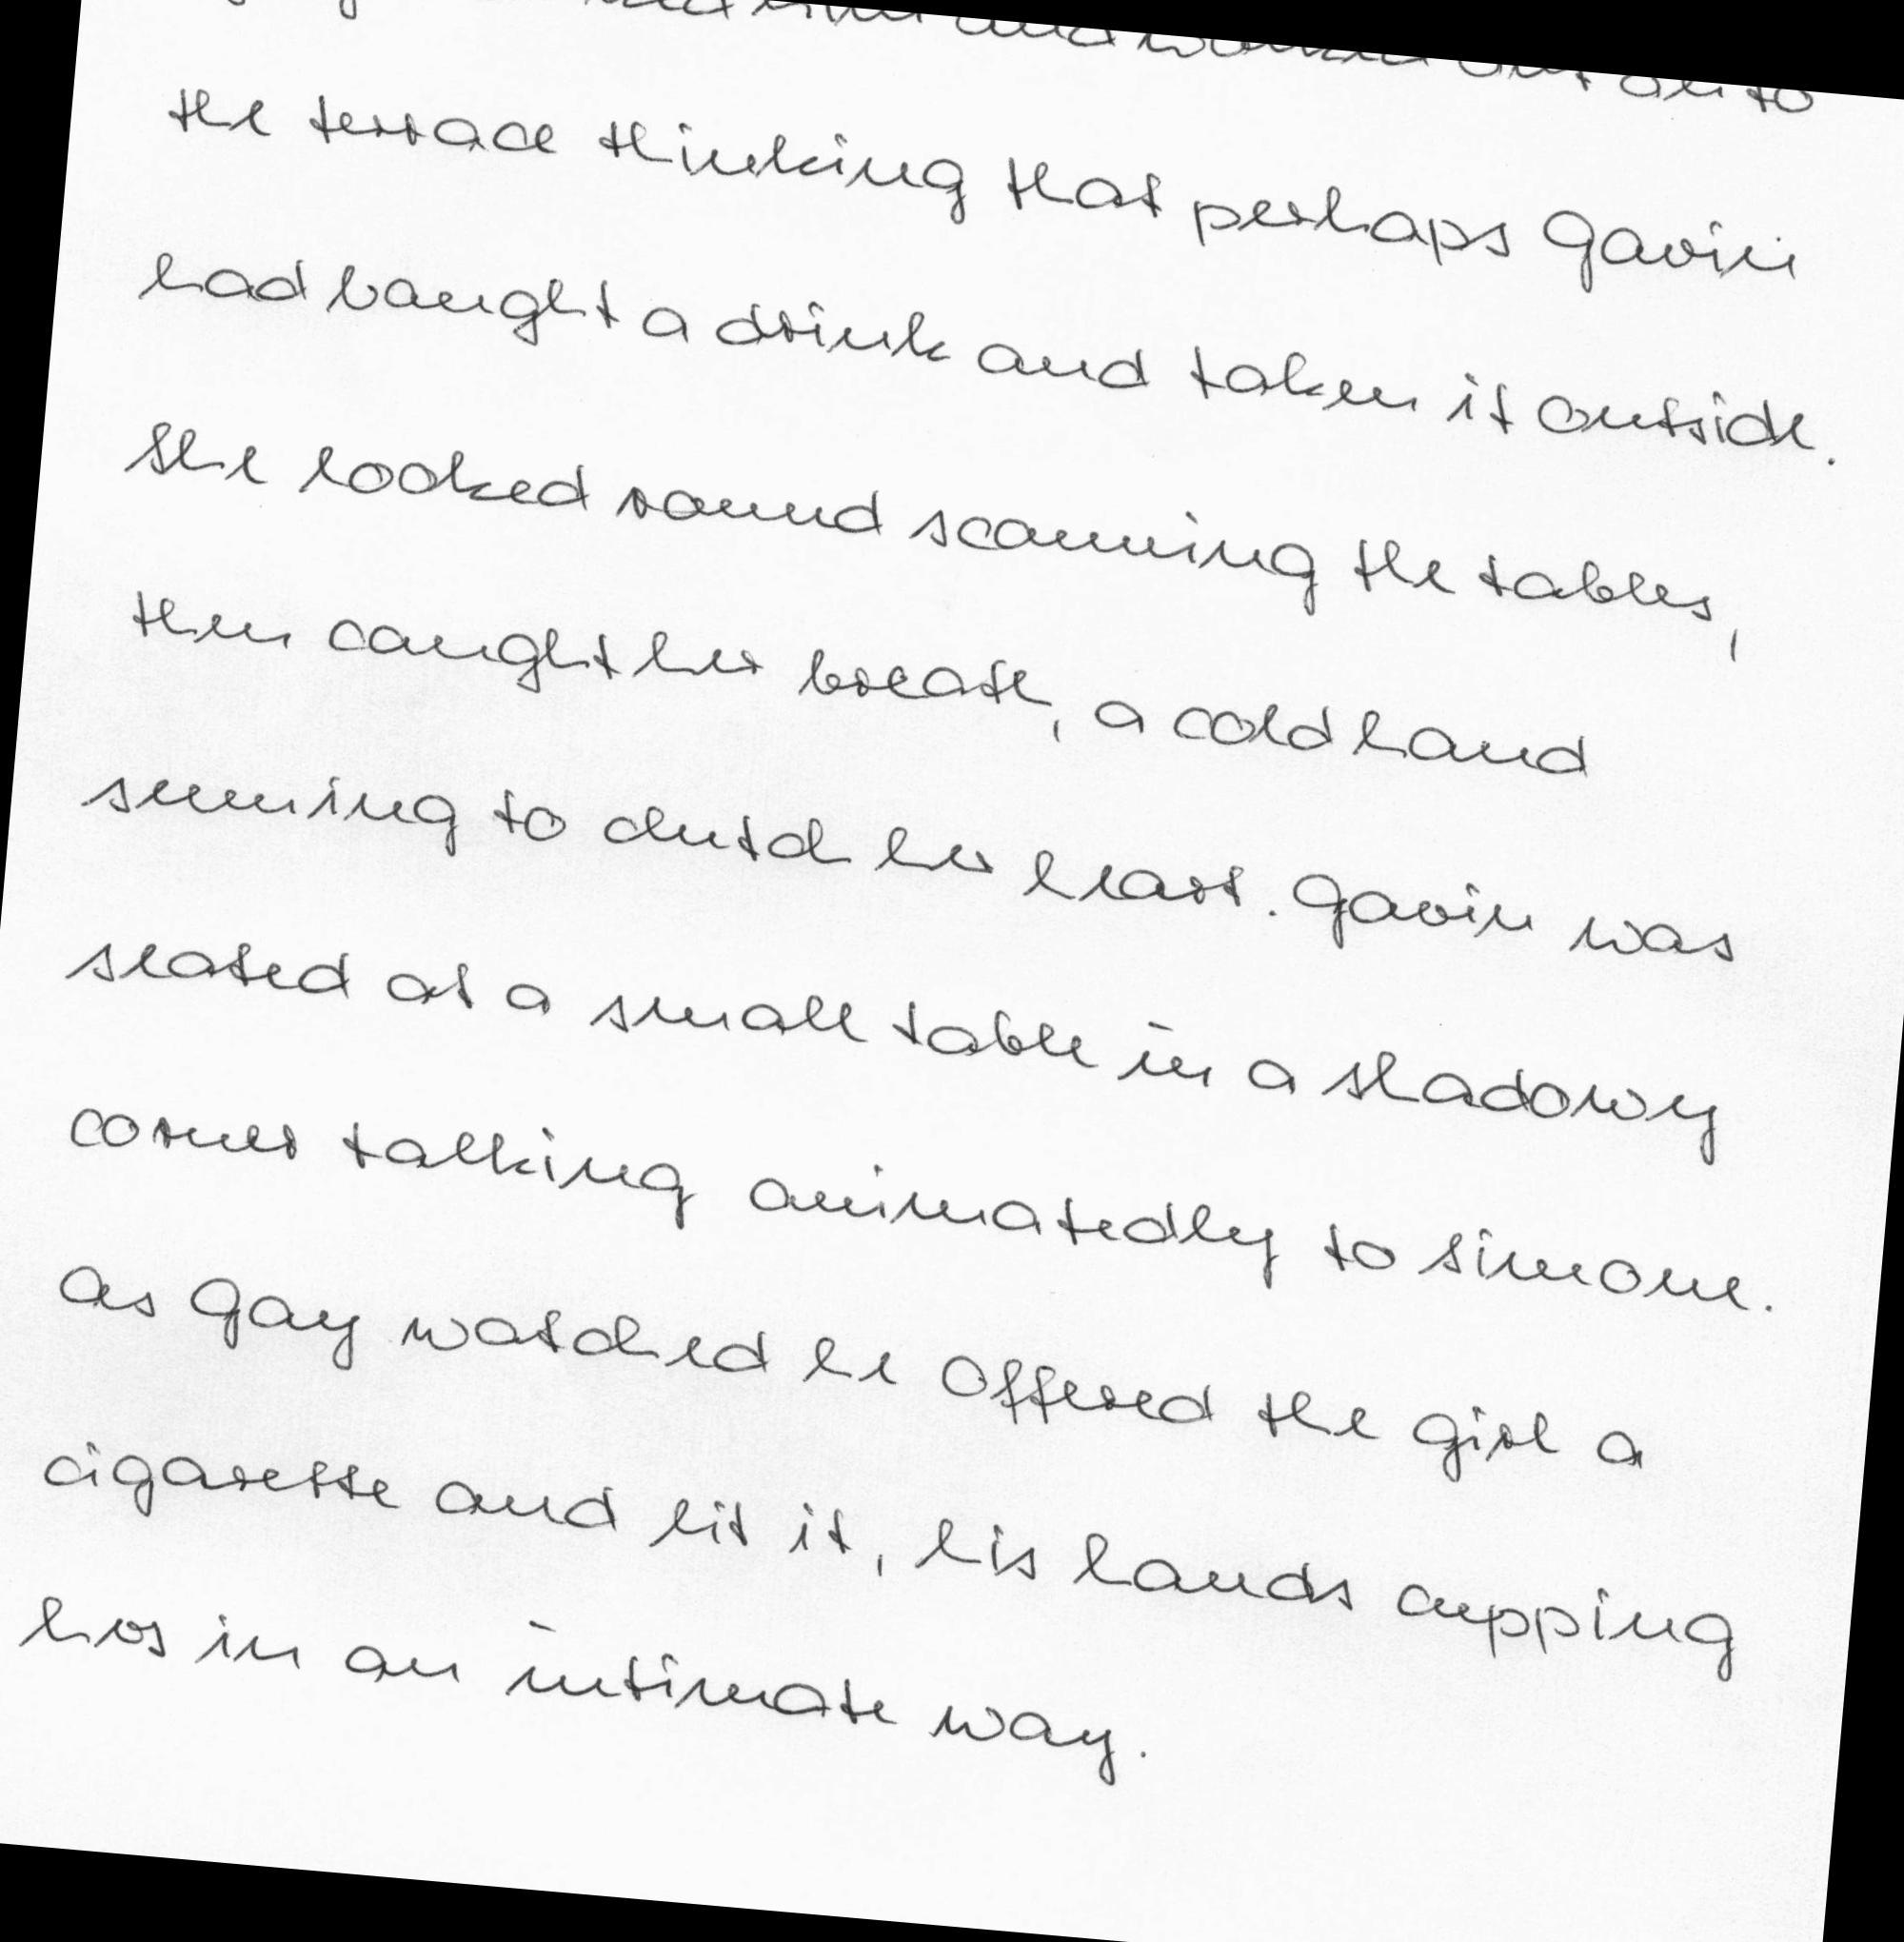 and walked out on to
the terrace thinking that perhaps Gavin
had bought a drink and taken it outside.
She looked round scanning the tables,
then caught her breath, a cold hand
seeming to clutch her heart. Gavin was
seated at a small table in a shadowy
corner talking animatedly to Simone.
As Gay watched he offered the girl a
cigarette and lit it, his hands cupping
hers in an intimate way.